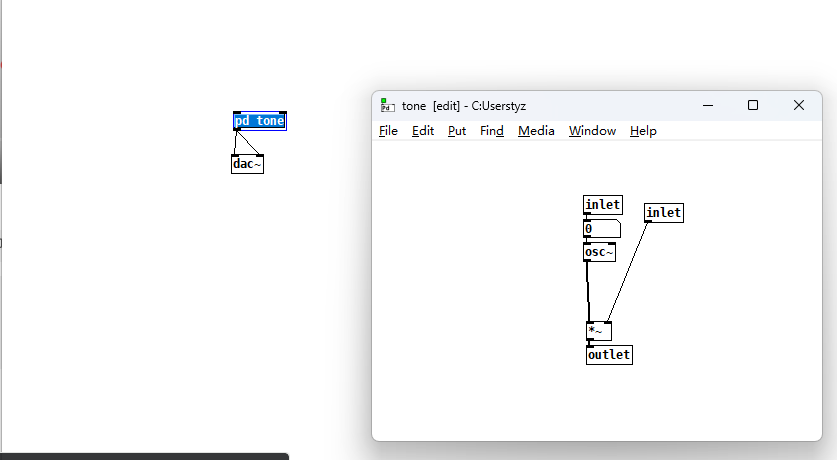 pd tone
dac~
tone [edit] - C:Userstyz
File Edit Put Find Media Window Help
inlet
inlet
0
osc~
*~
outlet